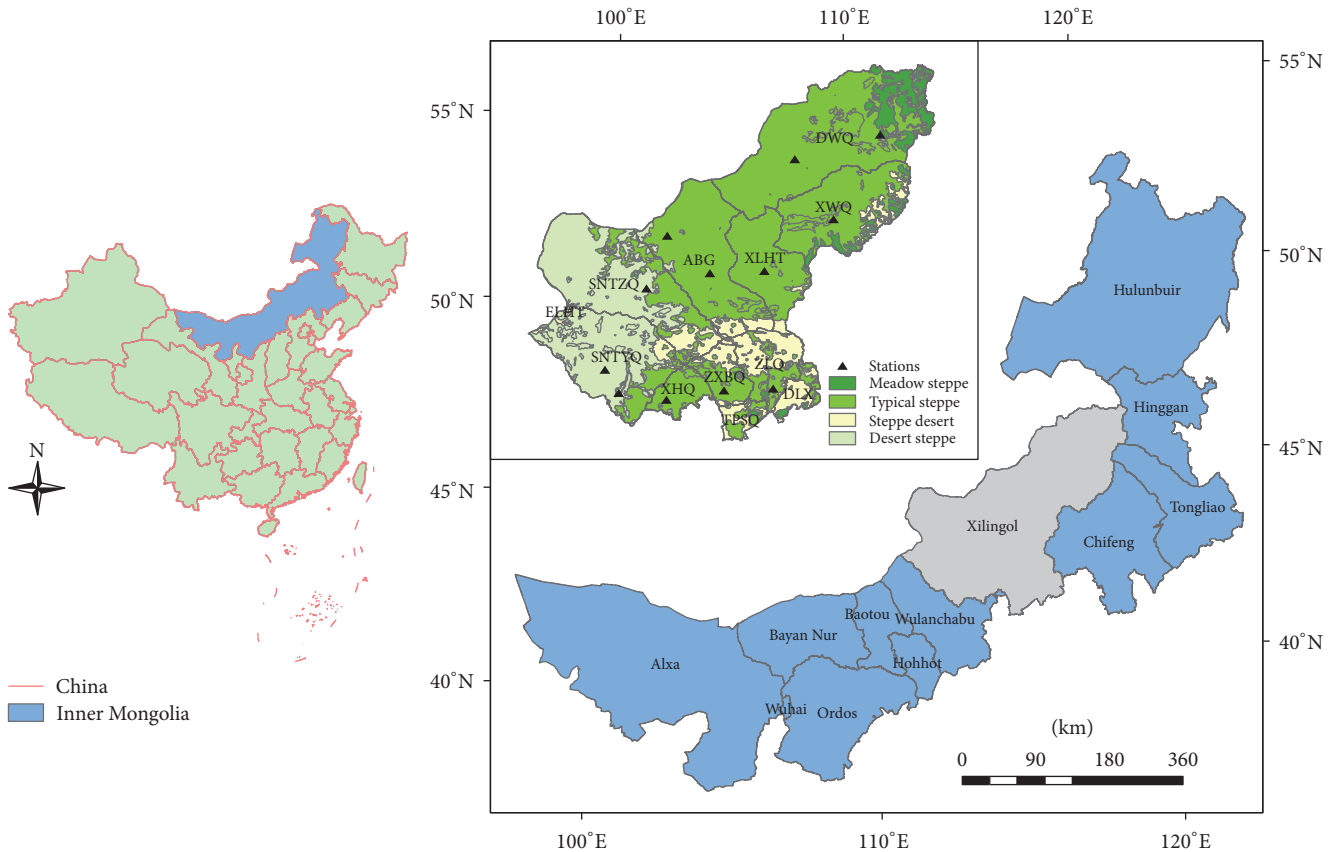 100°E 110°E 120°E
55°N
55°N
DWQ
XWQ
ABG XLHT
SNTZQ
50°N
50°N
ELHT
Hulunbuir
SNTYQ
ZLQ
ZXBQ
XHQ
DLX
TPSQ
Stations
Meadow steppe
Typical steppe
Steppe desert
Desert steppe
Hinggan
N
45°N
45°N
Xilingol
Tongliao
Chifeng
Baotou
Wulanchabu
Bayan Nur
Hohhot
Alxa
40°N
40°N
Wuhai
Ordos
China
Inner Mongolia
(km)
0 90 180 360
100°E 110°E 120°E